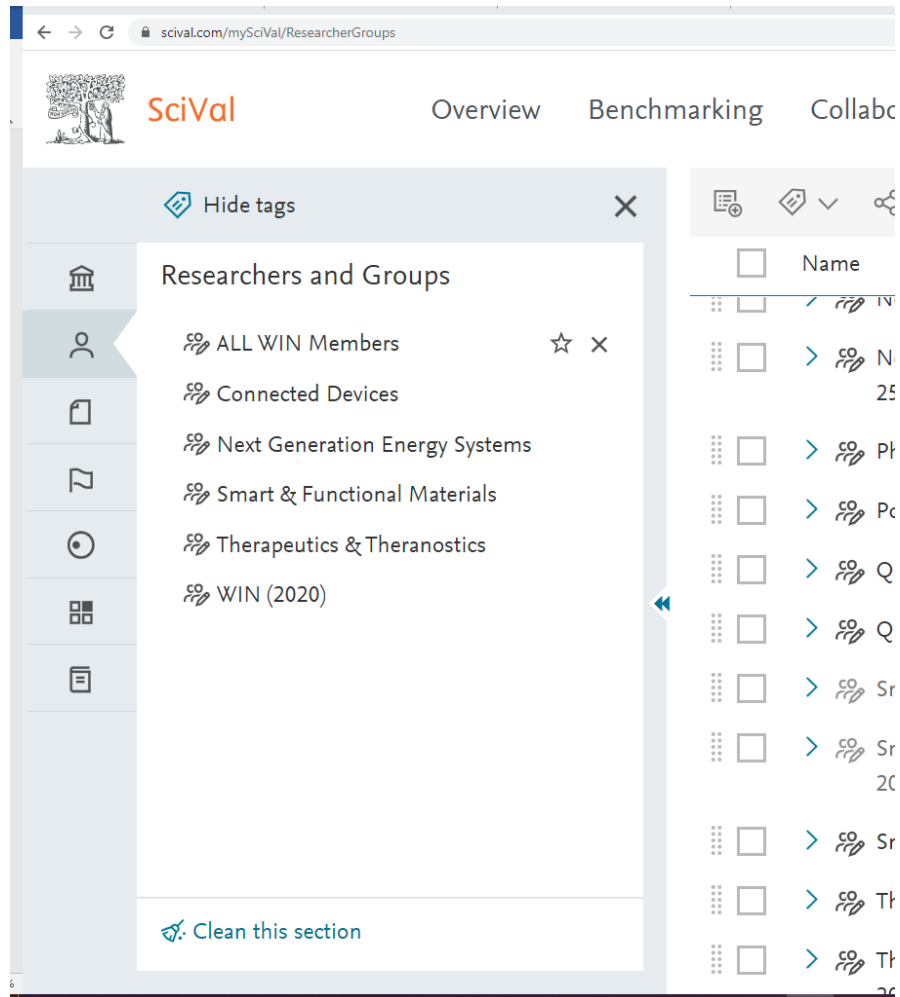 scival.com/mySciVal/ResearcherGroups
SciVal
Overview Benchmarking
Hide tags
Researchers and Groups
Name
ALL WIN Members
Connected Devices
Next Generation Energy Systems
Smart & Functional Materials
Therapeutics & Theranostics
WIN (2020)
Clean this section